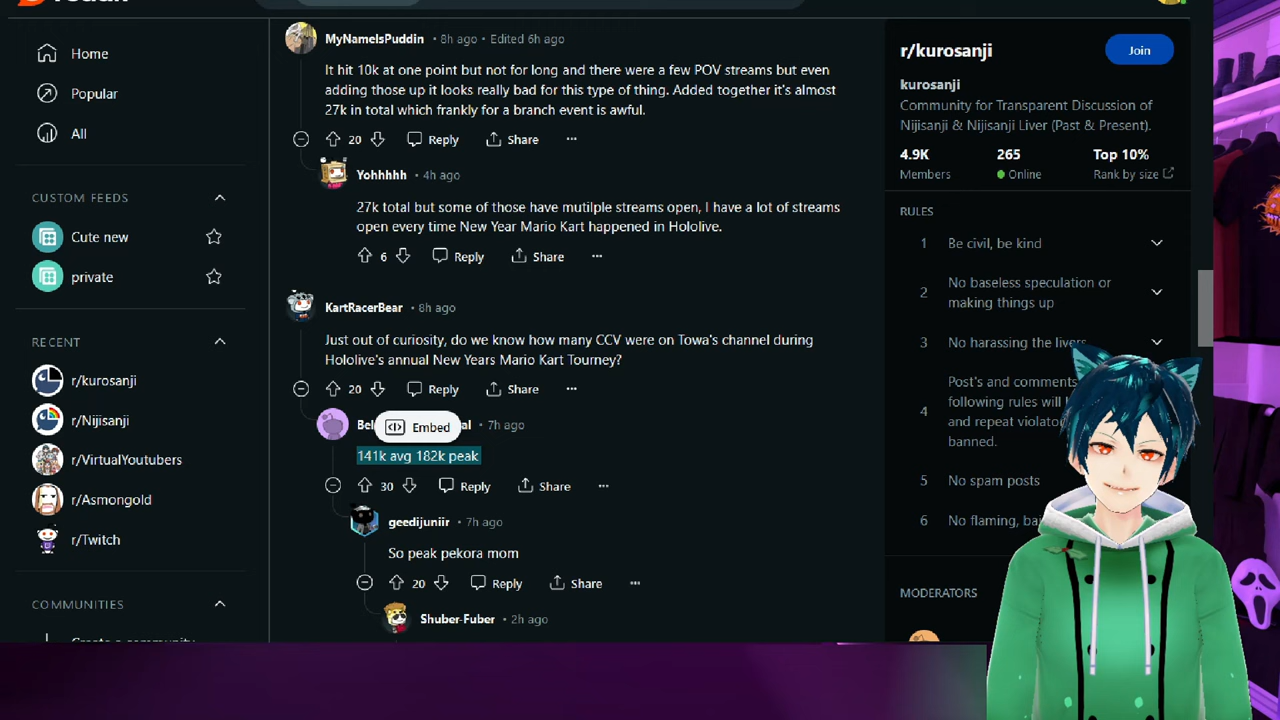 Home
Popular
All
CUSTOM FEEDS
Cute new
private
RECENT
r/kurosanji
r/Nijisanji
r/VirtualYoutubers
r/Asmongold
r/Twitch
COMMUNITIES
MyNameIsPuddin • 8h ago • Edited 6h ago
It hit 10k at one point but not for long and there were a few POV streams but even
adding those up it looks really bad for this type of thing. Added together it's almost
27k in total which frankly for a branch event is awful.
20 Reply Share ...
Yohhhhh • 4h ago
27k total but some of those have mutilple streams open, I have a lot of streams
open every time New Year Mario Kart happened in Hololive.
6 Reply Share ...
KartRacerBear • 8h ago
Just out of curiosity, do we know how many CCV were on Towa's channel during
Hololive's annual New Years Mario Kart Tourney?
20 Reply Share ...
Embed
• 7h ago
141k avg 182k peak
30 Reply Share ...
geedijuniir • 7h ago
So peak pekora mom
20 Reply Share ...
Shuber-Fuber • 2h ago
r/kurosanji
Join
kurosanji
Community for Transparent Discussion of
Nijisanji & Nijisanji Liver (Past & Present).
4.9K 265 Top 10%
Members Online Rank by size
RULES
1 Be civil, be kind
2 No baseless speculation or
making things up
3 No harassing the livers
4 Post's and comments
following rules will
and repeat violato
banned.
5 No spam posts
6 No flaming, bai
MODERATORS